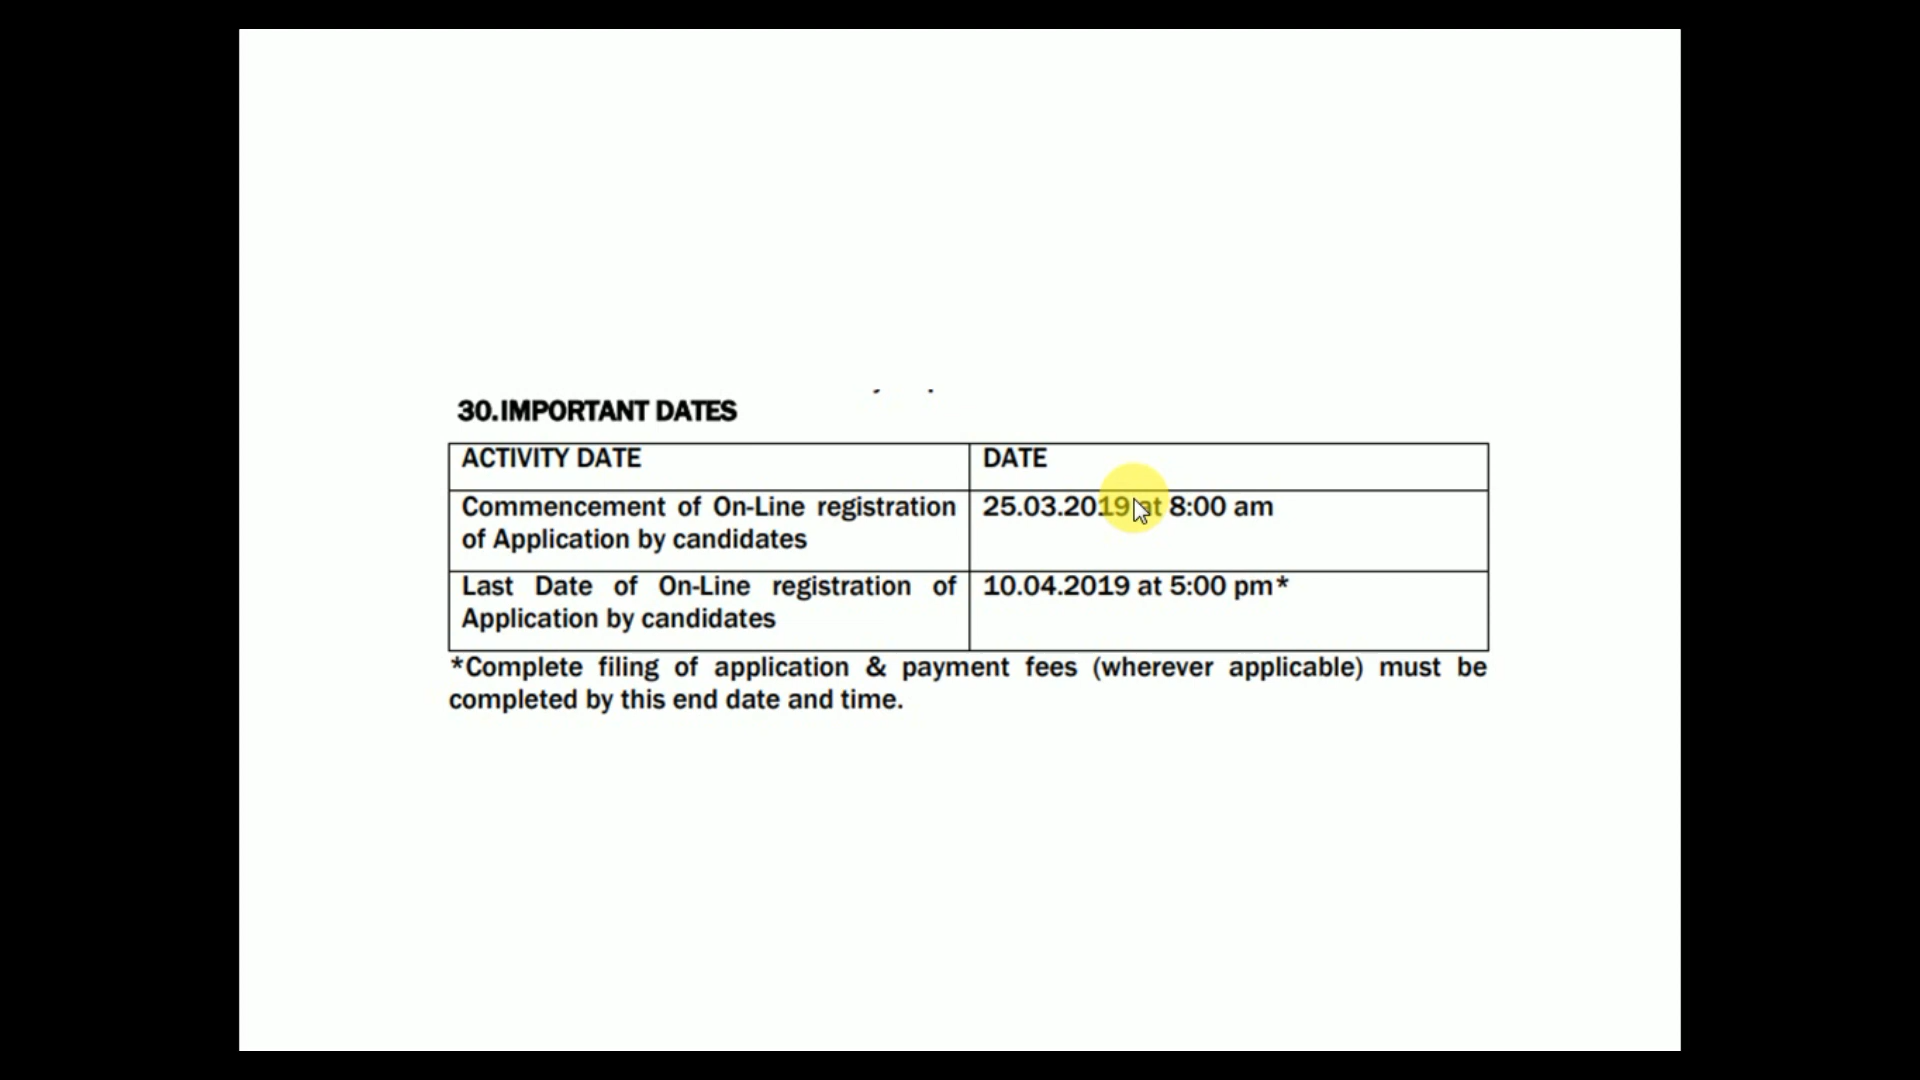 30.IMPORTANT DATES
ACTIVITY DATE
DATE
Commencement of On-Line registration
of Application by candidates
25.03.2019 at 8:00 am
Last Date of On-Line registration of
Application by candidates
10.04.2019 at 5:00 pm*
*Complete filing of application & payment fees (wherever applicable) must be
completed by this end date and time.